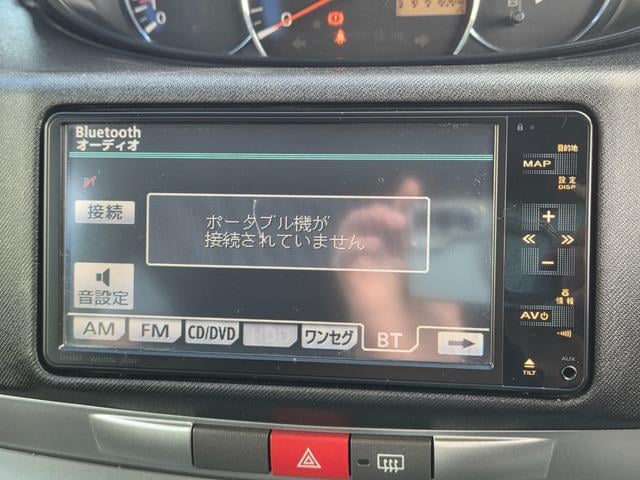 Bluetooth
オーディオ
接続
ポータブル機が
接続されていません
音設定
AM
FM
CD/DVD
HDD
ワンセグ
BT
目的地
MAP
設定
DISP
+
−
情報
AV
TILT
AUX
0
0